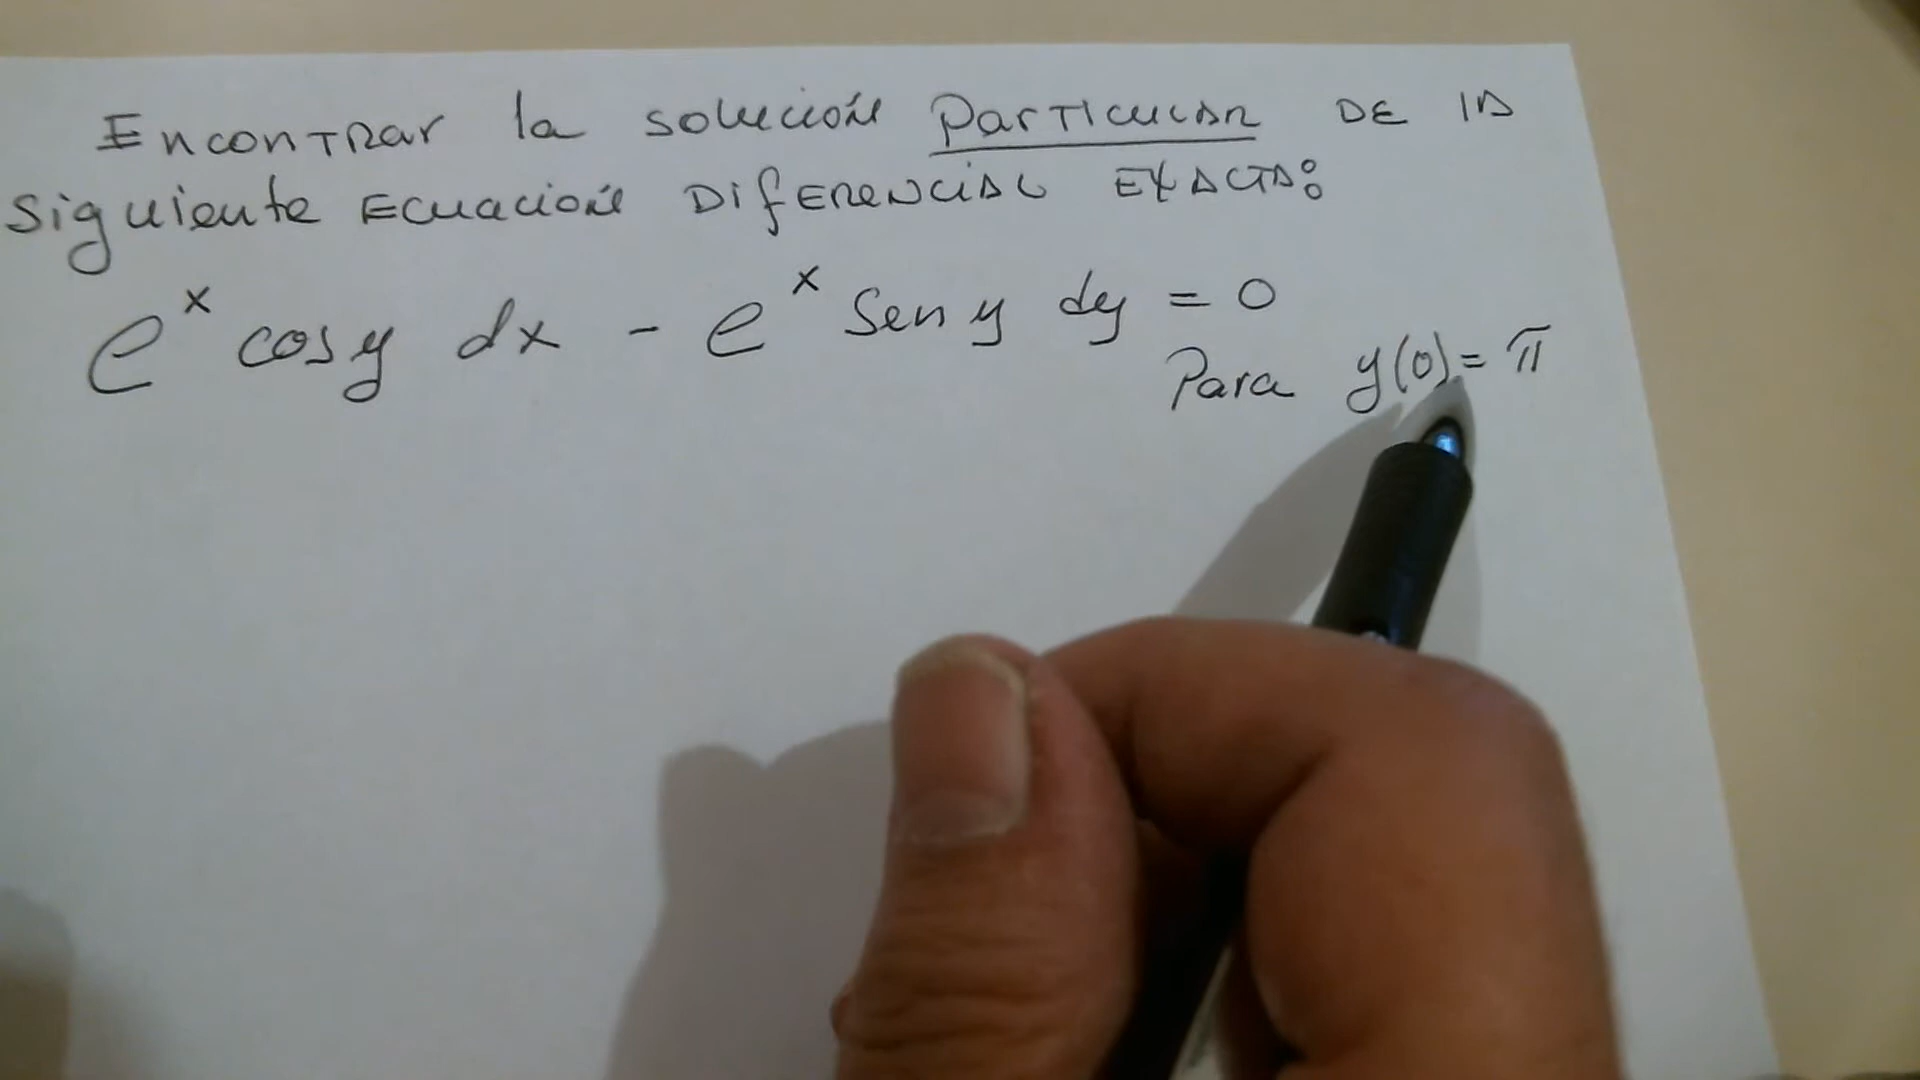 Encontrar la solución Particular DE la
siguiente Ecuación Diferencial Exacta:
e^x cos y dx - e^x Sen y dy = 0
Para y(0) = π